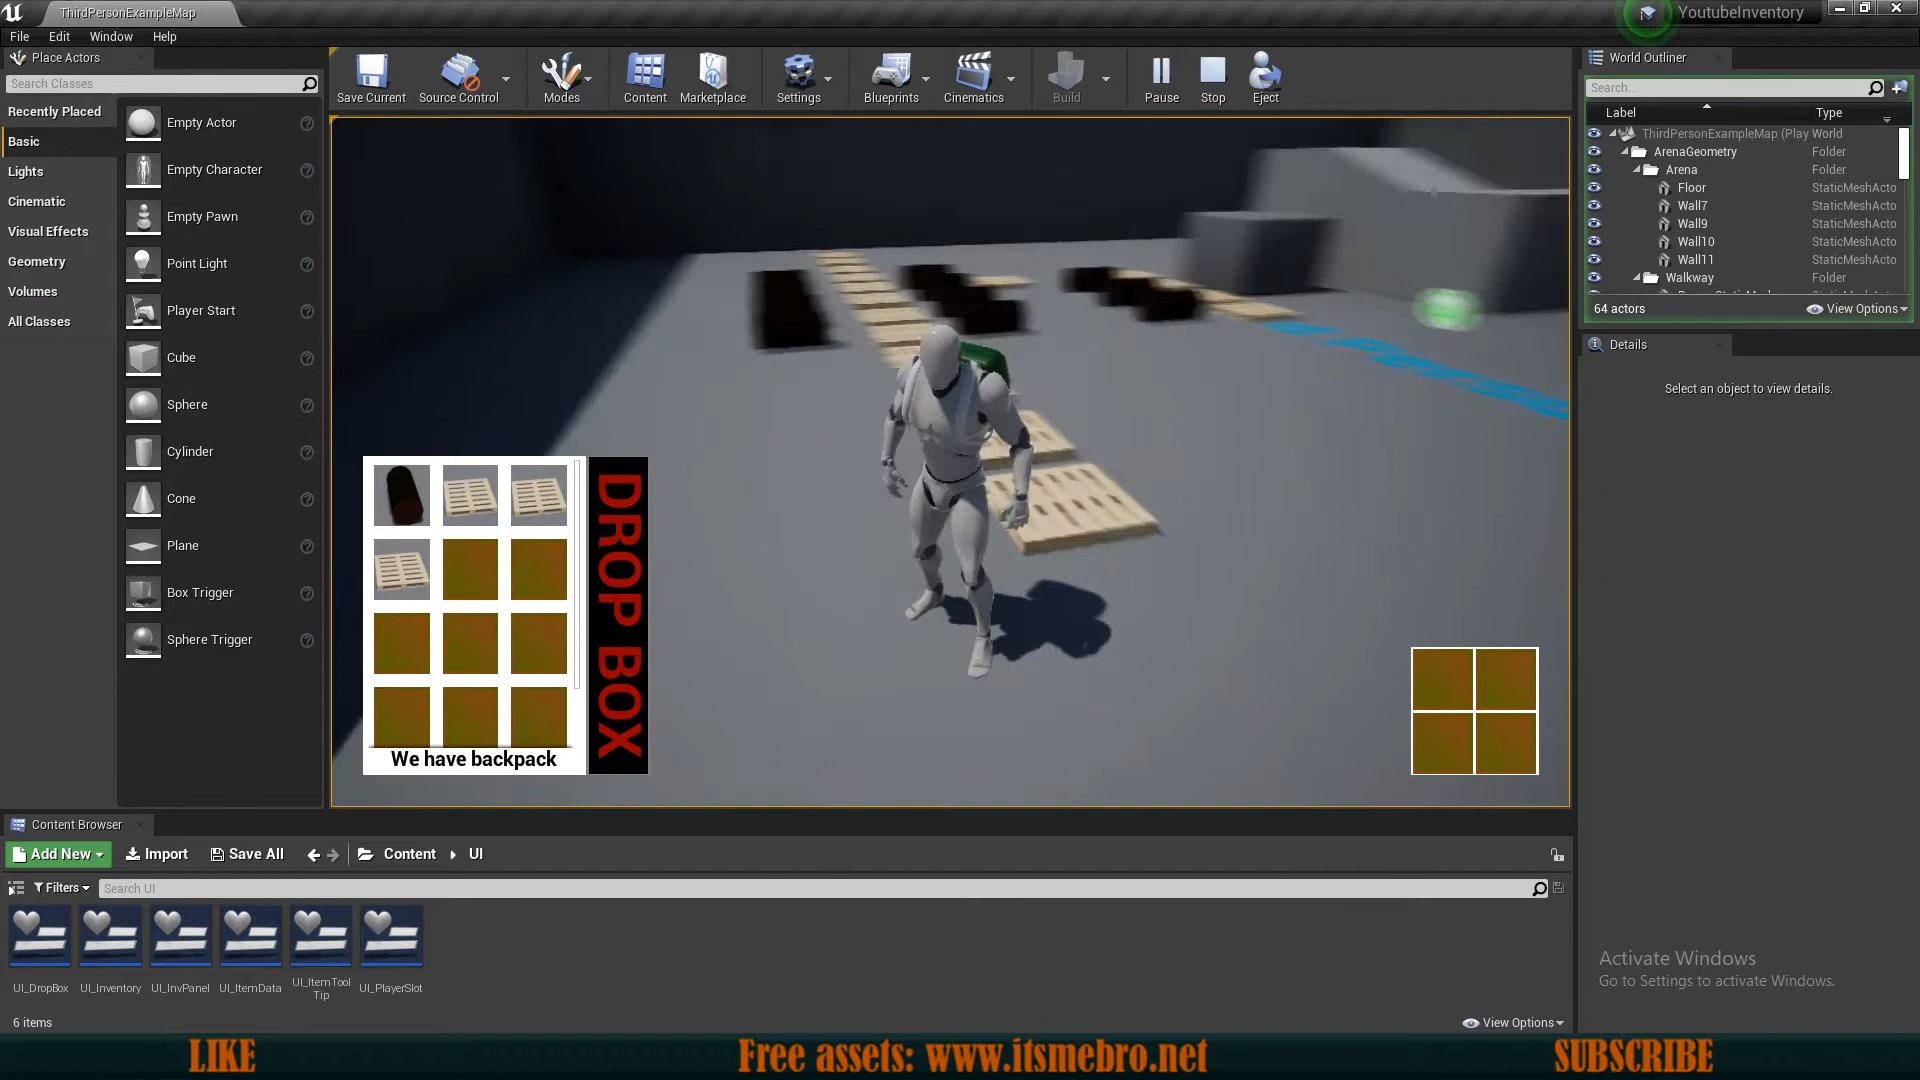 ThirdPersonExampleMap
YoutubeInventory
File Edit Window Help
Place Actors
Search Classes
Recently Placed
Basic
Lights
Cinematic
Visual Effects
Geometry
Volumes
All Classes
Empty Actor
Empty Character
Empty Pawn
Point Light
Player Start
Cube
Sphere
Cylinder
Cone
Plane
Box Trigger
Sphere Trigger
Save Current
Source Control
Modes
Content
Marketplace
Settings
Blueprints
Cinematics
Build
Pause
Stop
Eject
We have backpack
DROP BOX
World Outliner
Search...
Label Type
ThirdPersonExampleMap (Play World
ArenaGeometry Folder
Arena Folder
Floor StaticMeshActo
Wall7 StaticMeshActo
Wall9 StaticMeshActo
Wall10 StaticMeshActo
Wall11 StaticMeshActo
Walkway Folder
64 actors
View Options
Details
Select an object to view details.
Content Browser
Add New Import Save All Content UI
Filters Search UI
UI_DropBox
UI_Inventory
UI_InvPanel
UI_ItemData
UI_ItemTool
Tip
UI_PlayerSlot
6 items
View Options
Activate Windows
Go to Settings to activate Windows.
LIKE Free assets: www.itsmebro.net SUBSCRIBE